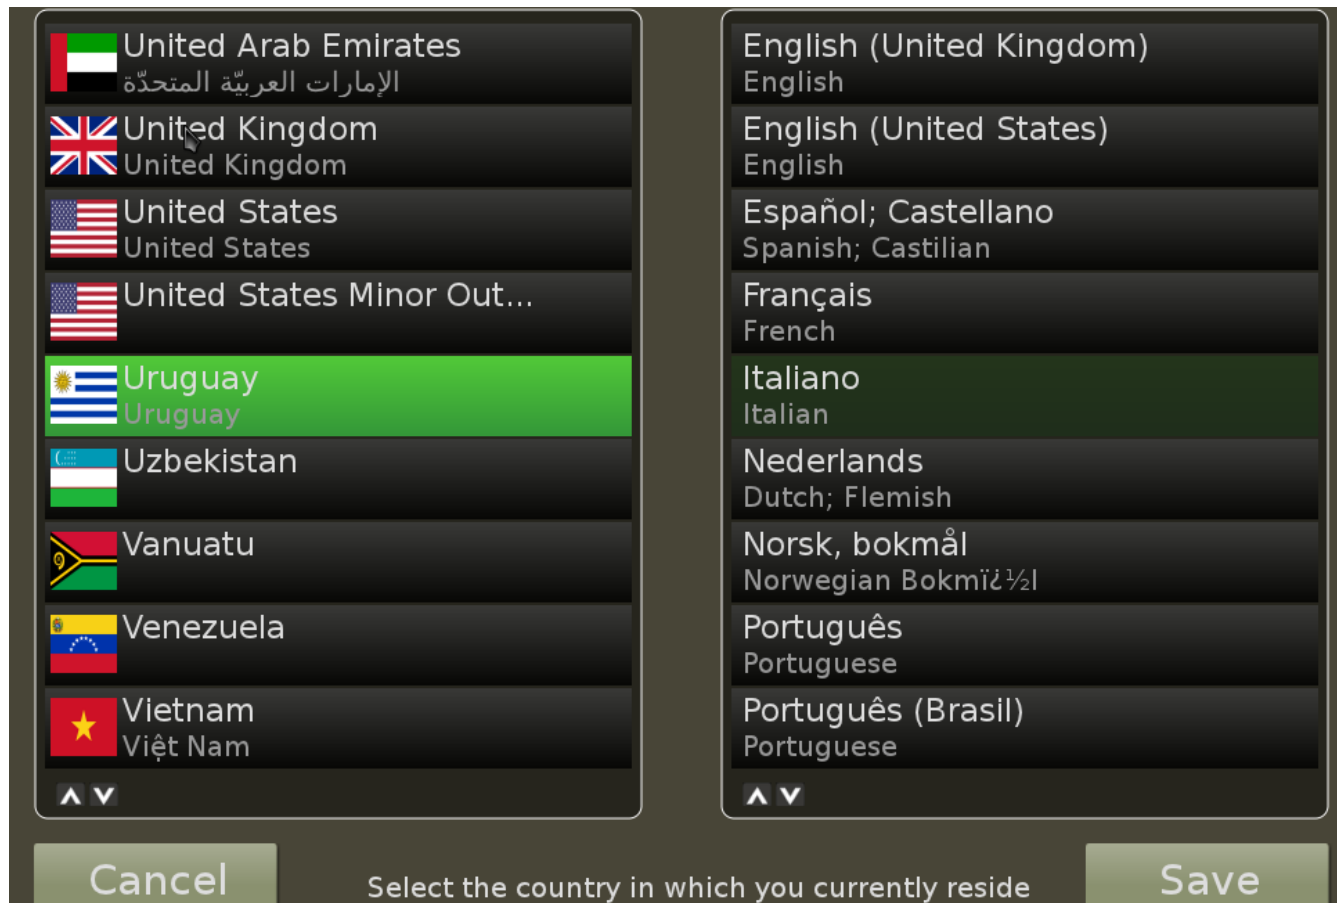 United Arab Emirates
الإمارات العربيّة المتحدّة
United Kingdom
United Kingdom
United States
United States
United States Minor Out...
Uruguay
Uruguay
Uzbekistan
Vanuatu
Venezuela
Vietnam
Việt Nam
English (United Kingdom)
English
English (United States)
English
Español; Castellano
Spanish; Castilian
Français
French
Italiano
Italian
Nederlands
Dutch; Flemish
Norsk, bokmål
Norwegian Bokmï¿½l
Português
Portuguese
Português (Brasil)
Portuguese
Cancel
Select the country in which you currently reside
Save